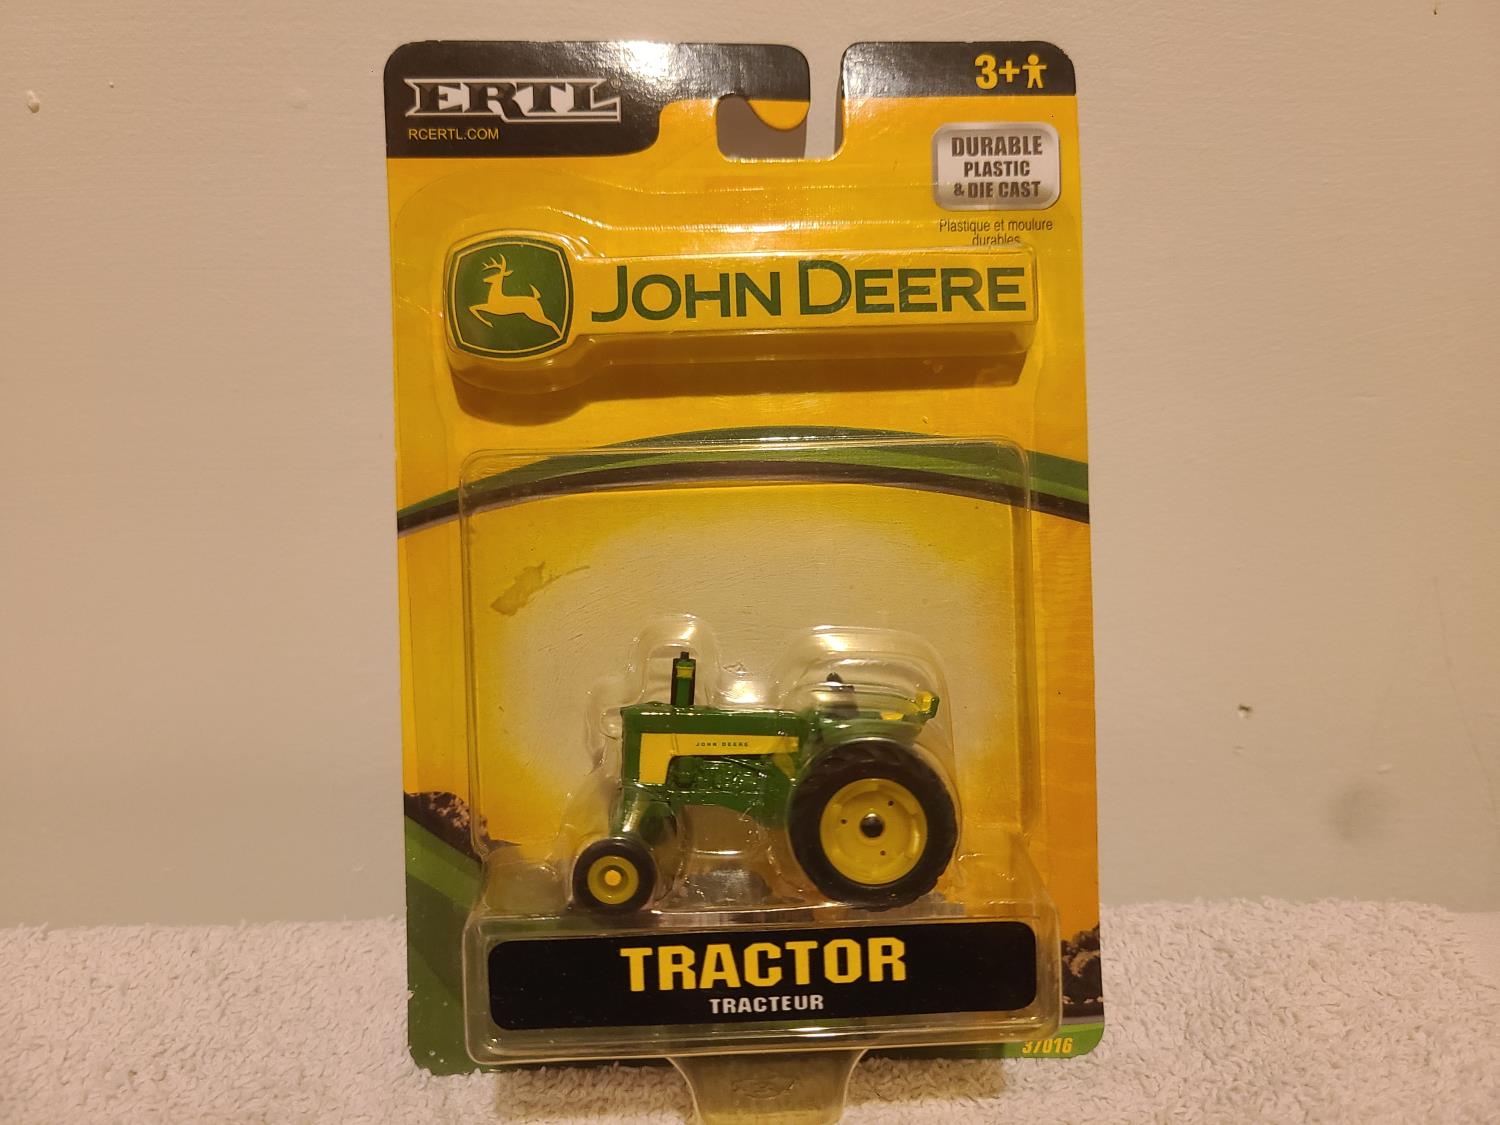 ERTL®
RCERTL.COM
3+
DURABLE
PLASTIC
& DIE CAST
Plastique et moulure
durables
JOHN DEERE
JOHN DEERE
TRACTOR
TRACTEUR
37016